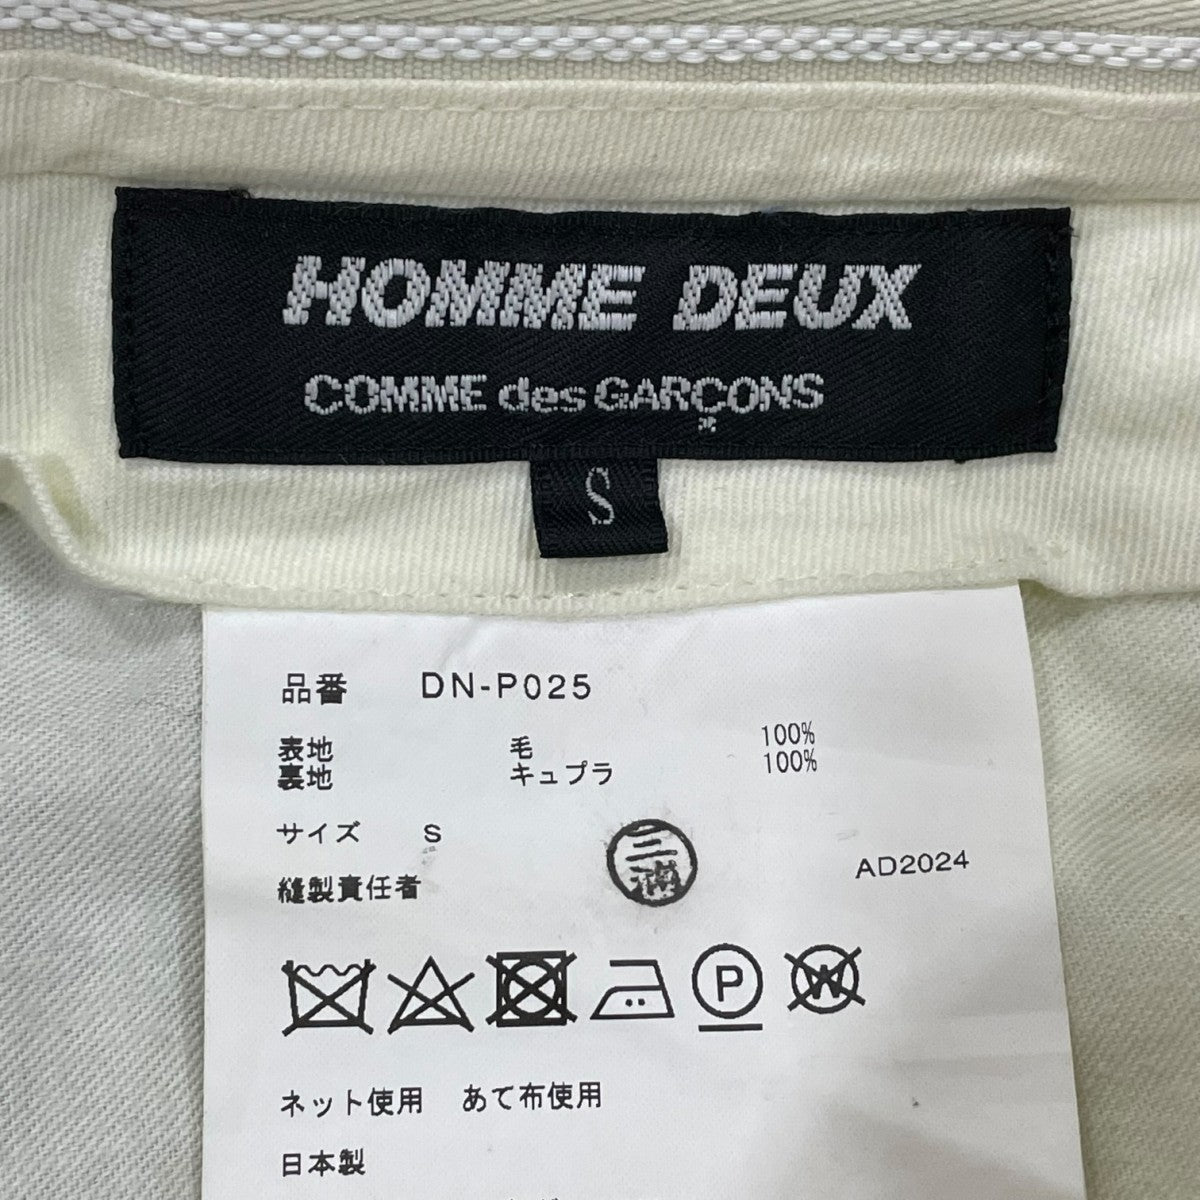 HOMME DEUX
COMME des GARÇONS
S
品番 DN-P025
表地 毛 100%
裏地 キュプラ 100%
サイズ S
三浦
縫製責任者 AD2024
P W
ネット使用 あて布使用
日本製